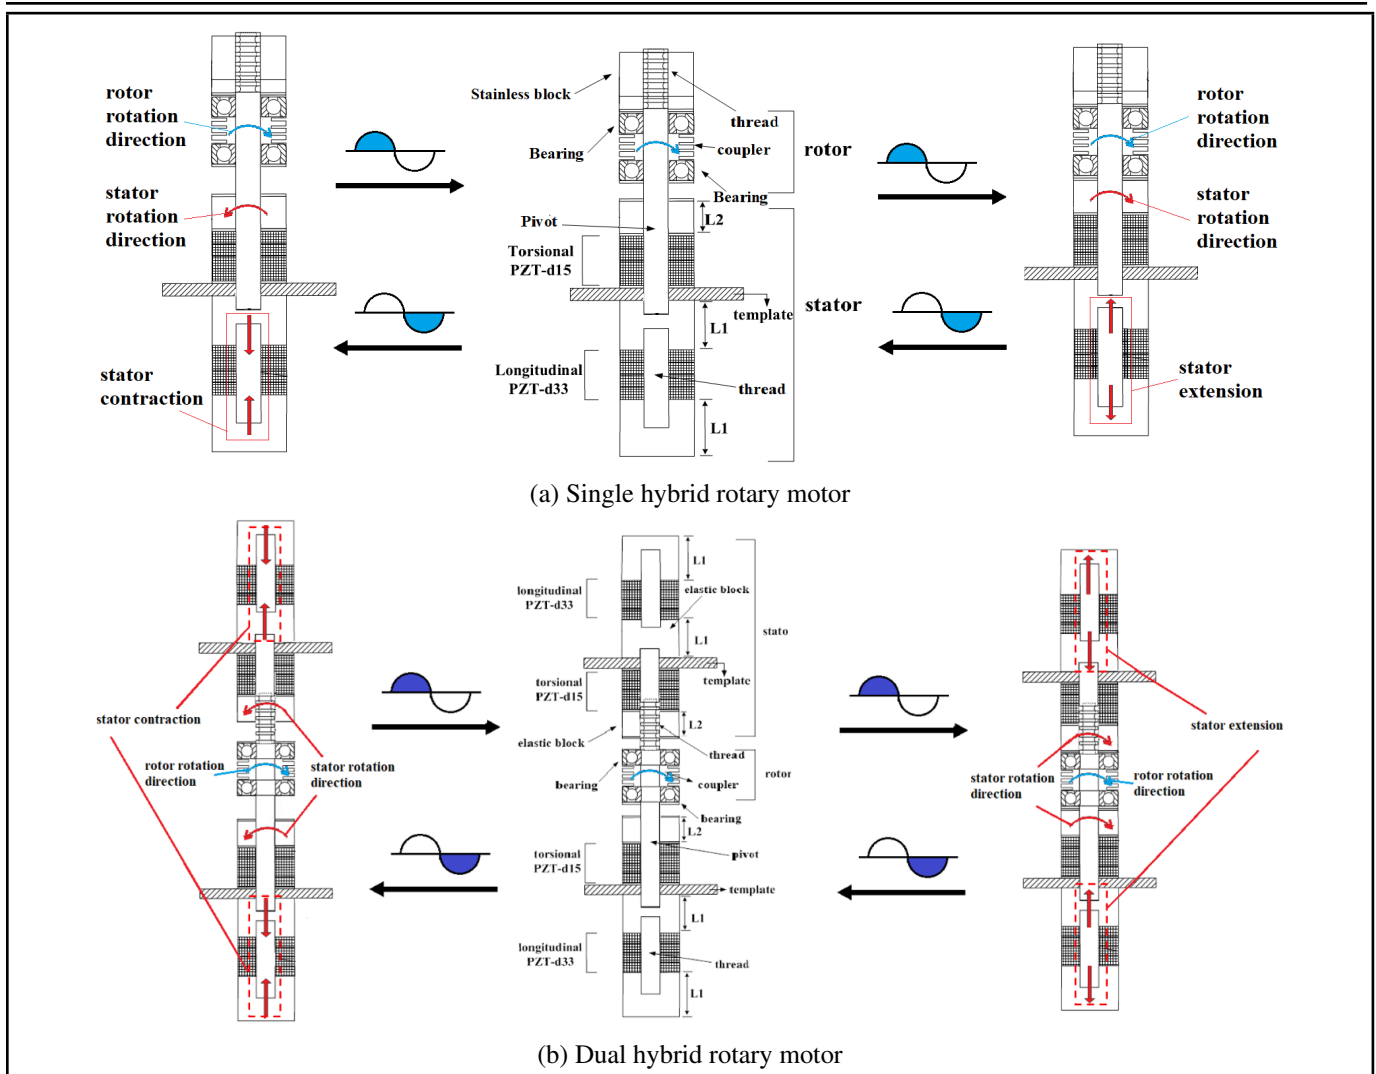 rotor
rotation
direction
stator
rotation
direction
stator
contraction
Stainless block
thread
Bearing
coupler
rotor
Bearing
L2
Pivot
Torsional
PZT-d15
template
stator
L1
Longitudinal
PZT-d33
thread
L1
rotor
rotation
direction
stator
rotation
direction
stator
extension
(a) Single hybrid rotary motor
stator contraction
rotor rotation
direction
stator rotation
direction
L1
longitudinal
PZT-d33
elastic block
L1
stato
template
torsional
PZT-d15
L2
elastic block
thread
rotor
bearing
coupler
bearing
L2
torsional
PZT-d15
pivot
template
L1
longitudinal
PZT-d33
thread
L1
stator extension
stator rotation
direction
rotor rotation
direction
(b) Dual hybrid rotary motor